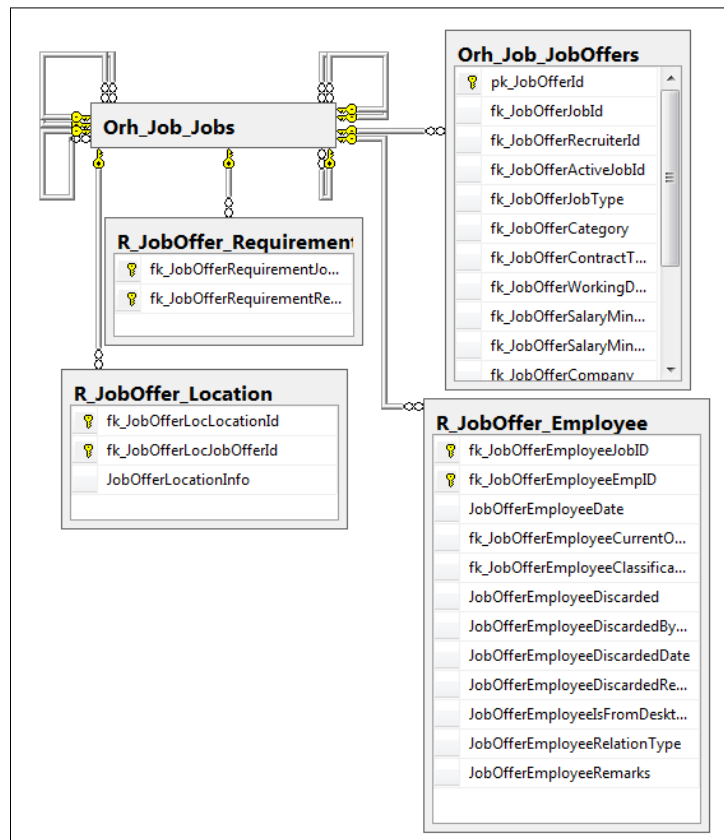 Orh_Job_JobOffers
pk_JobOfferId
fk_JobOfferJobId
fk_JobOfferRecruiterId
fk_JobOfferActiveJobId
fk_JobOfferJobType
fk_JobOfferCategory
fk_JobOfferContractT...
fk_JobOfferWorkingD...
fk_JobOfferSalaryMin...
fk_JobOfferSalaryMin...
fk_JobOfferCompany
Orh_Job_Jobs
R_JobOffer_Requirement
fk_JobOfferRequirementJo...
fk_JobOfferRequirementRe...
R_JobOffer_Location
fk_JobOfferLocLocationId
fk_JobOfferLocJobOfferId
JobOfferLocationInfo
R_JobOffer_Employee
fk_JobOfferEmployeeJobID
fk_JobOfferEmployeeEmpID
JobOfferEmployeeDate
fk_JobOfferEmployeeCurrentO...
fk_JobOfferEmployeeClassifica...
JobOfferEmployeeDiscarded
JobOfferEmployeeDiscardedBy...
JobOfferEmployeeDiscardedDate
JobOfferEmployeeDiscardedRe...
JobOfferEmployeeIsFromDeskt...
JobOfferEmployeeRelationType
JobOfferEmployeeRemarks